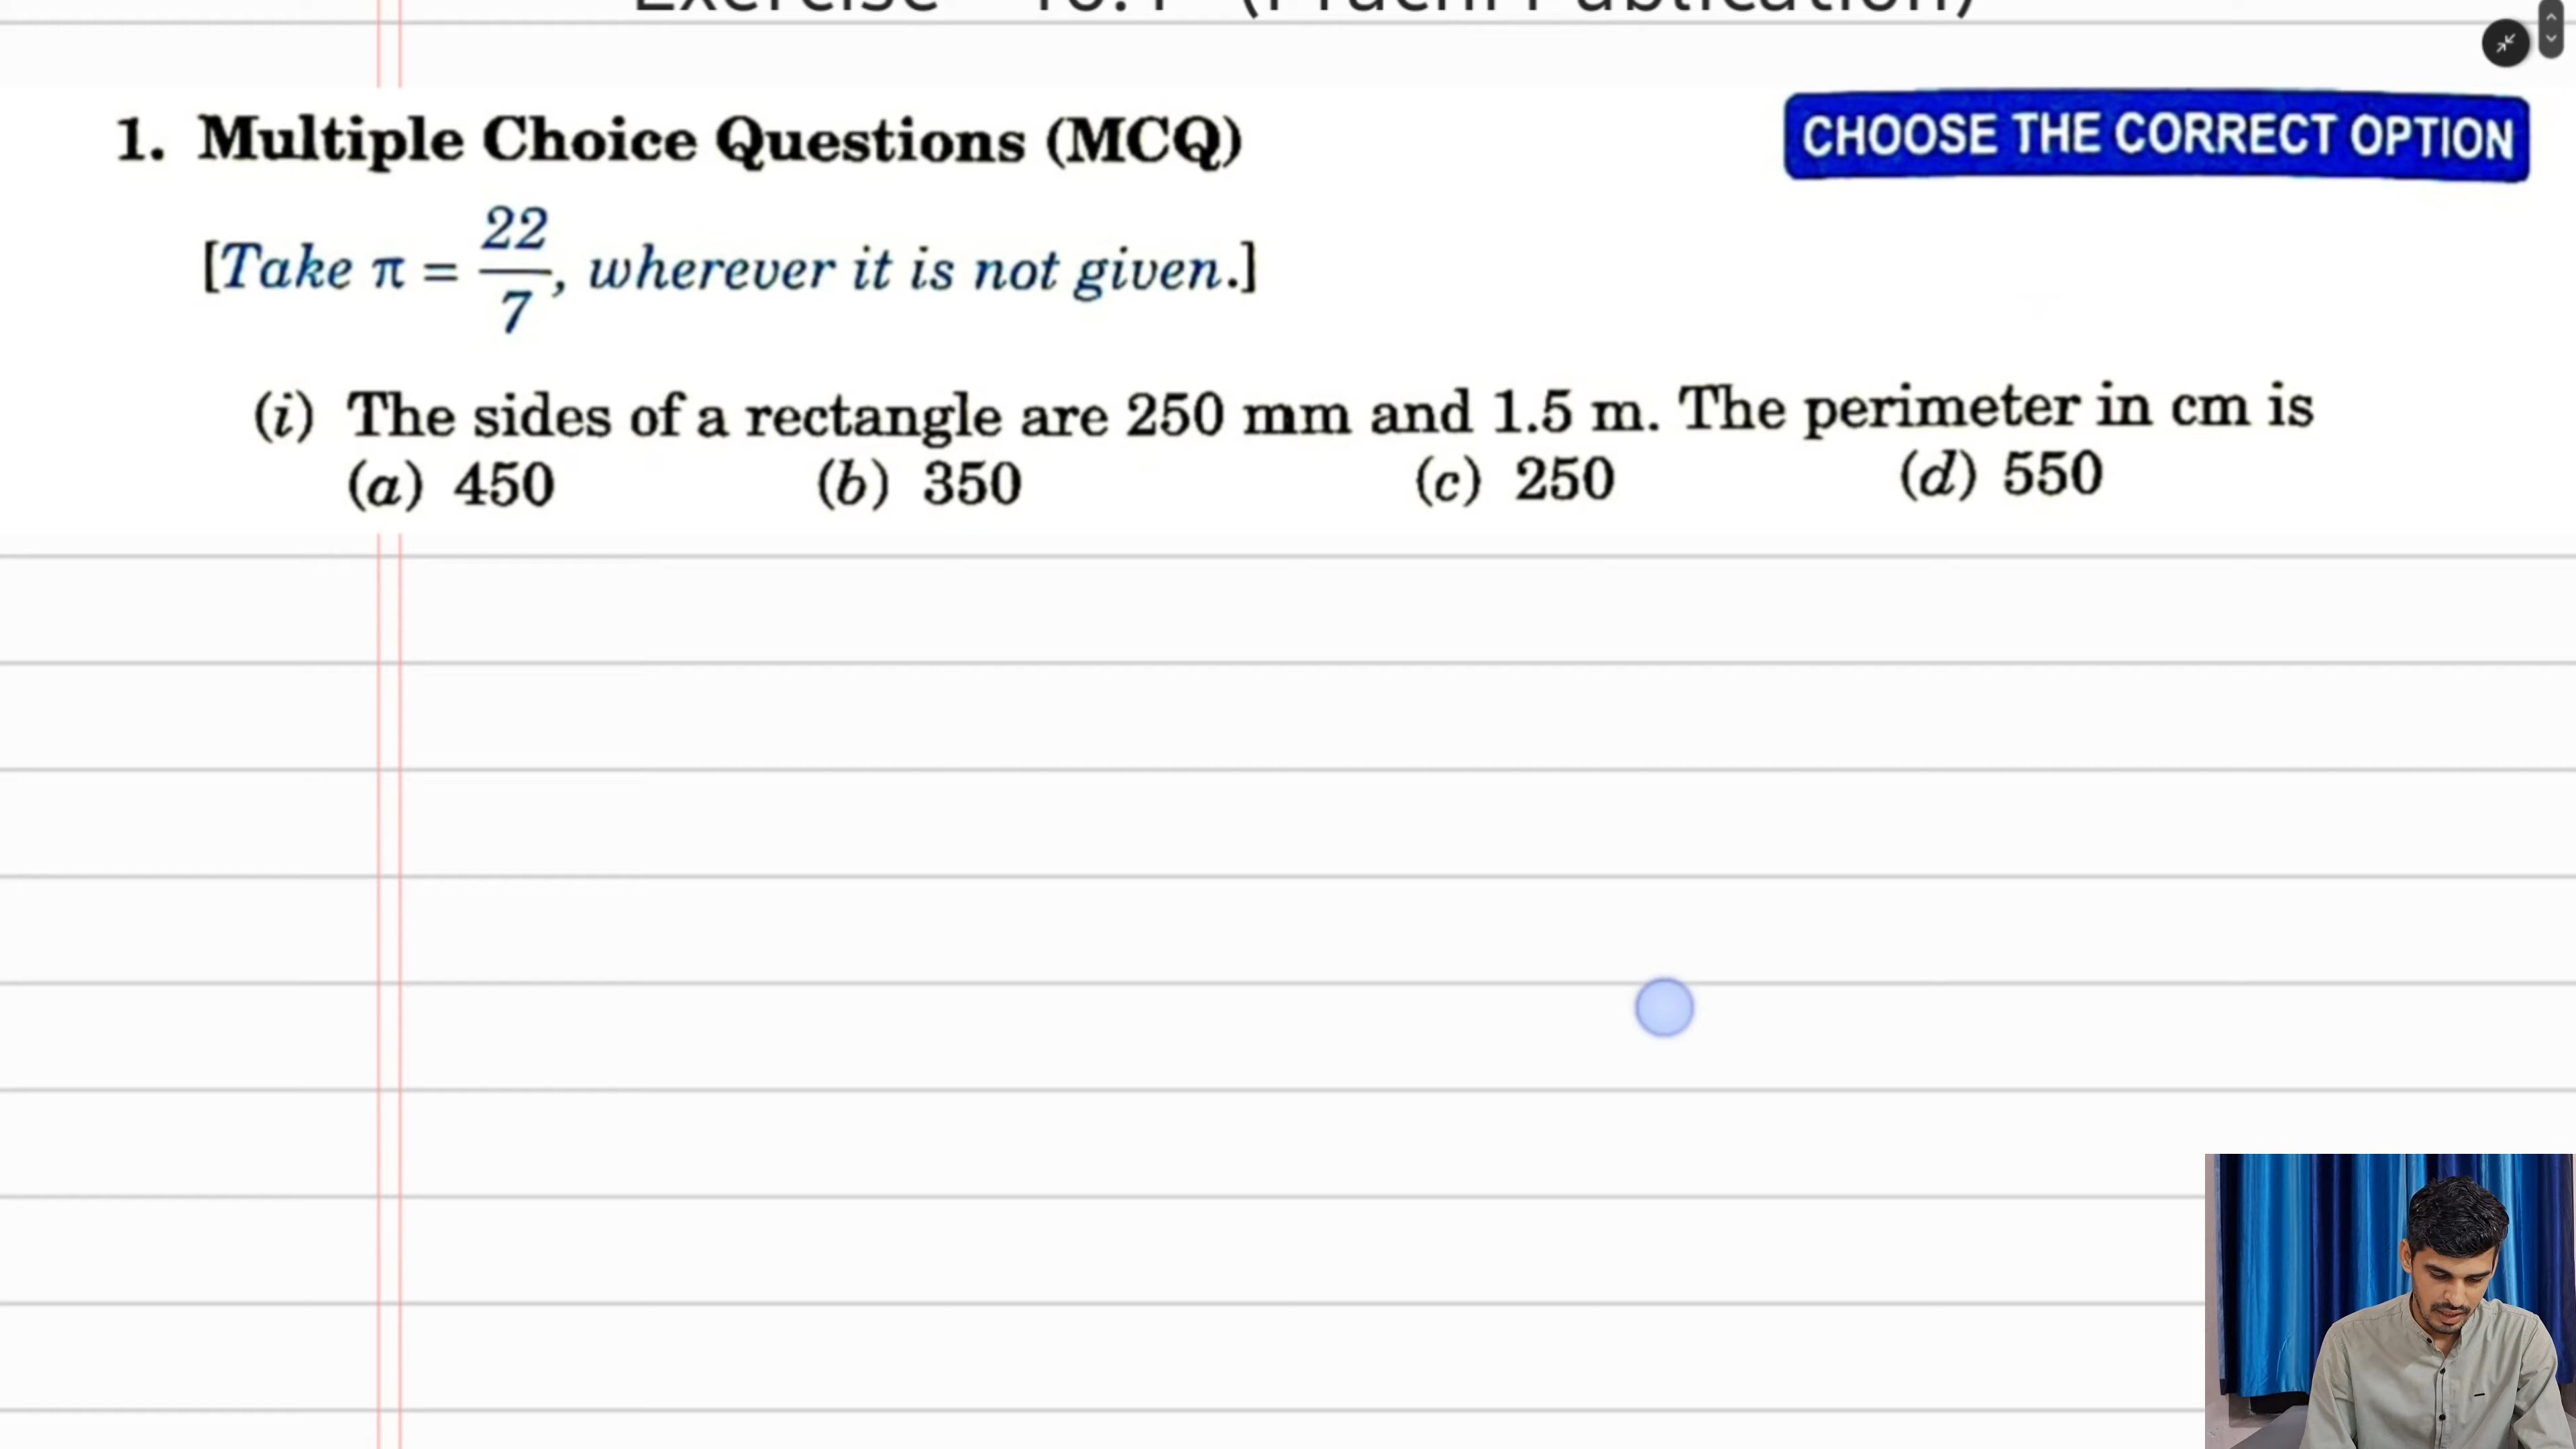 1. Multiple Choice Questions (MCQ)
CHOOSE THE CORRECT OPTION
[Take π = 22/7, wherever it is not given.]
(i) The sides of a rectangle are 250 mm and 1.5 m. The perimeter in cm is
(a) 450 (b) 350 (c) 250 (d) 550